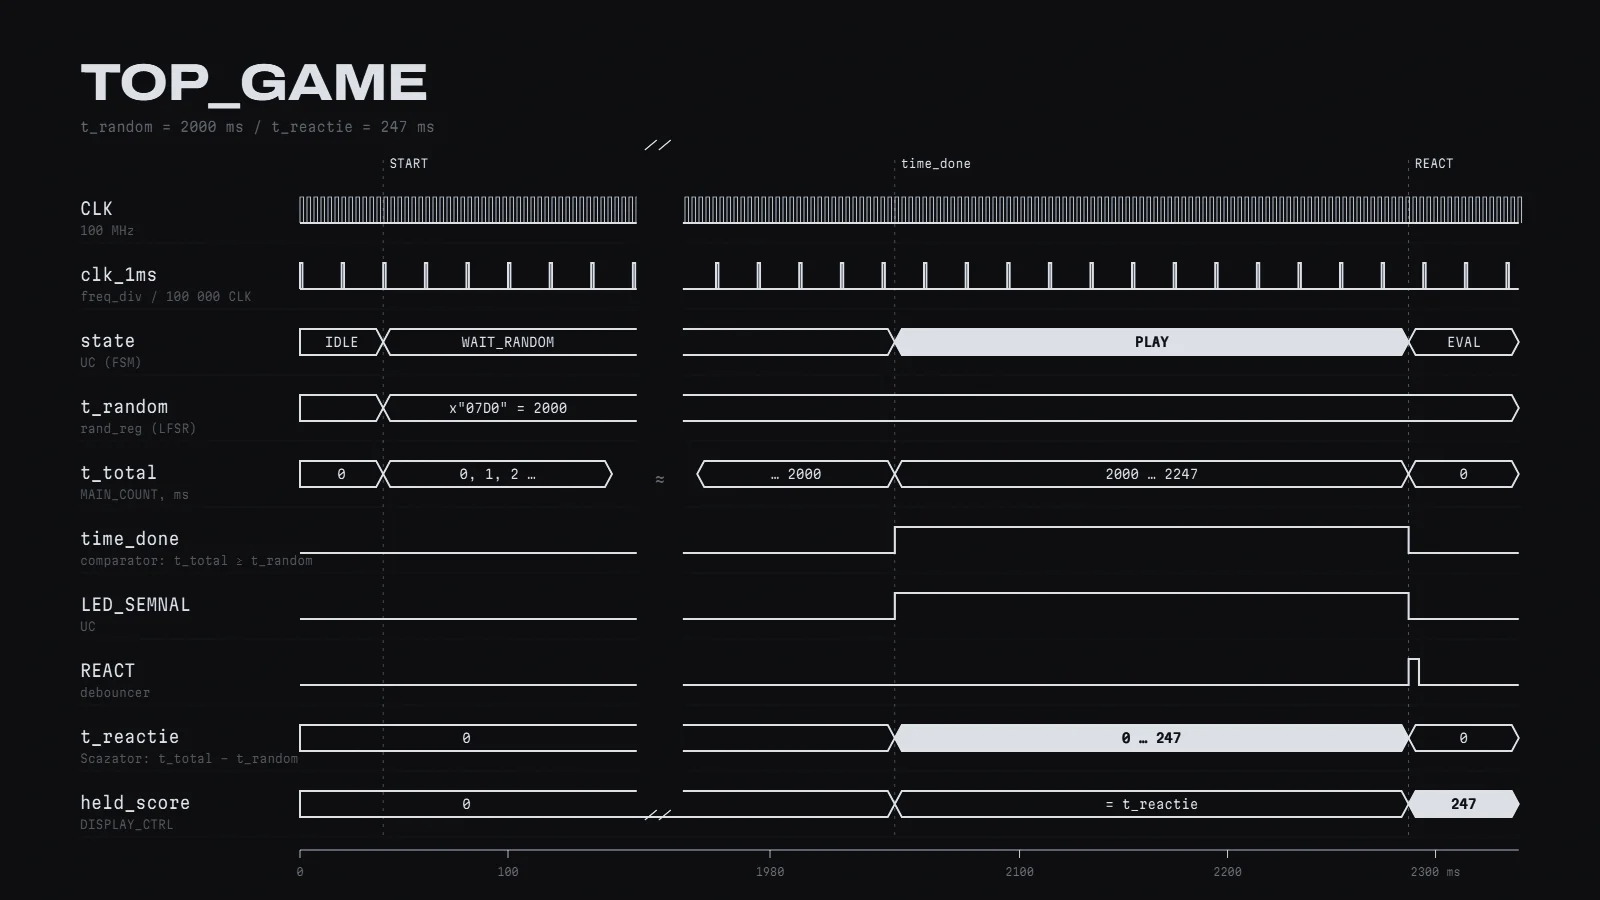 TOP_GAME
t_random = 2000 ms / t_reactie = 247 ms
START
time_done
REACT
CLK
100 MHz
clk_1ms
freq_div / 100 000 CLK
state
IDLE
WAIT_RANDOM
PLAY
EVAL
UC (FSM)
t_random
x"07D0" = 2000
rand_reg (LFSR)
t_total
0
0, 1, 2 …
≈
… 2000
2000 … 2247
0
MAIN_COUNT, ms
time_done
comparator: t_total ≥ t_random
LED_SEMNAL
UC
REACT
debouncer
t_reactie
0
0 … 247
0
Scazator: t_total − t_random
held_score
0
= t_reactie
247
DISPLAY_CTRL
0
100
1980
2100
2200
2300 ms